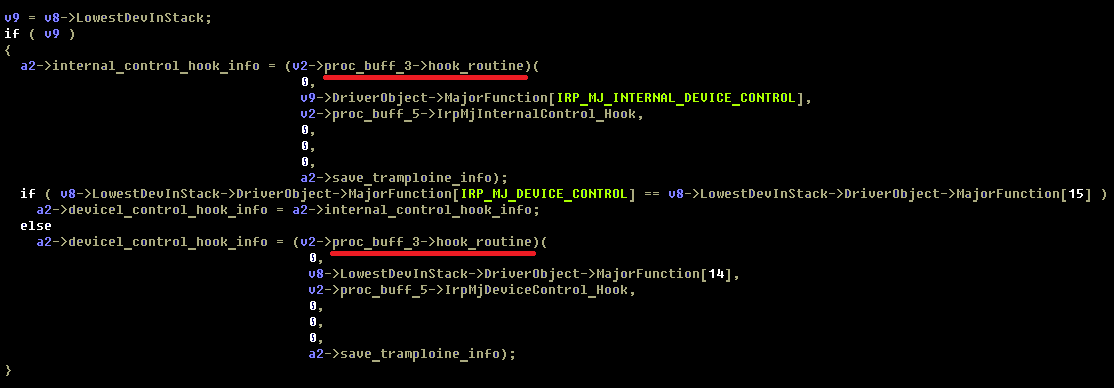 v9 = v8->LowestDevInStack;
if ( v9 )
{
a2->internal_control_hook_info = (v2->proc_buff_3->hook_routine)(
0,
v9->DriverObject->MajorFunction[IRP_MJ_INTERNAL_DEVICE_CONTROL],
v2->proc_buff_5->IrpMjInternalControl_Hook,
0,
0,
0,
a2->save_tramploine_info);
if ( v8->LowestDevInStack->DriverObject->MajorFunction[IRP_MJ_DEVICE_CONTROL] == v8->LowestDevInStack->DriverObject->MajorFunction[15] )
a2->devicel_control_hook_info = a2->internal_control_hook_info;
else
a2->devicel_control_hook_info = (v2->proc_buff_3->hook_routine)(
0,
v8->LowestDevInStack->DriverObject->MajorFunction[14],
v2->proc_buff_5->IrpMjDeviceControl_Hook,
0,
0,
0,
a2->save_tramploine_info);
}